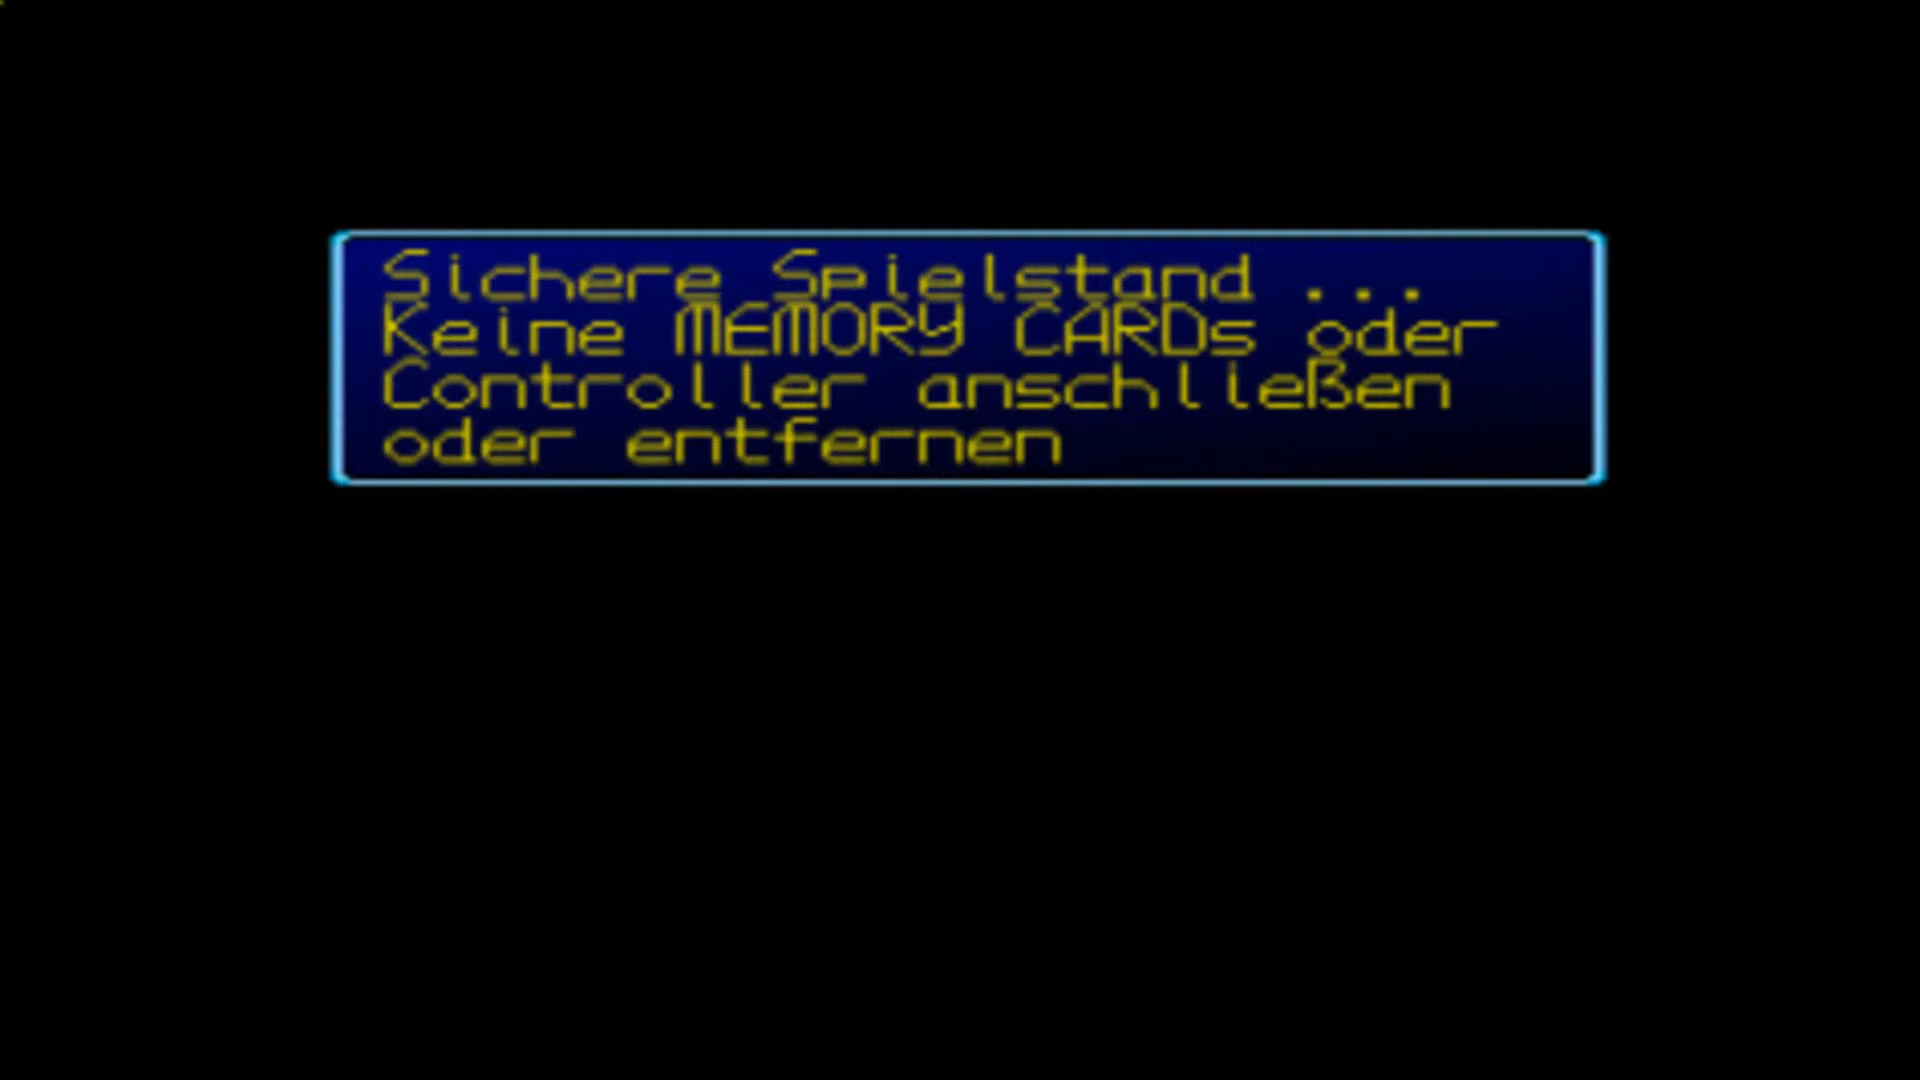 Sichere Spielstand ...
Keine MEMORY CARDs oder
Controller anschließen
oder entfernen